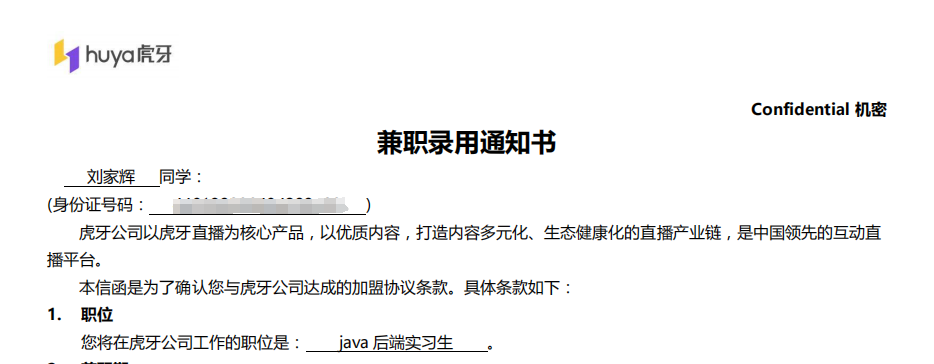 huya虎牙
Confidential 机密
兼职录用通知书
刘家辉 同学：
(身份证号码： )
虎牙公司以虎牙直播为核心产品，以优质内容，打造内容多元化、生态健康化的直播产业链，是中国领先的互动直
播平台。
本信函是为了确认您与虎牙公司达成的加盟协议条款。具体条款如下：
1. 职位
您将在虎牙公司工作的职位是： java 后端实习生 。